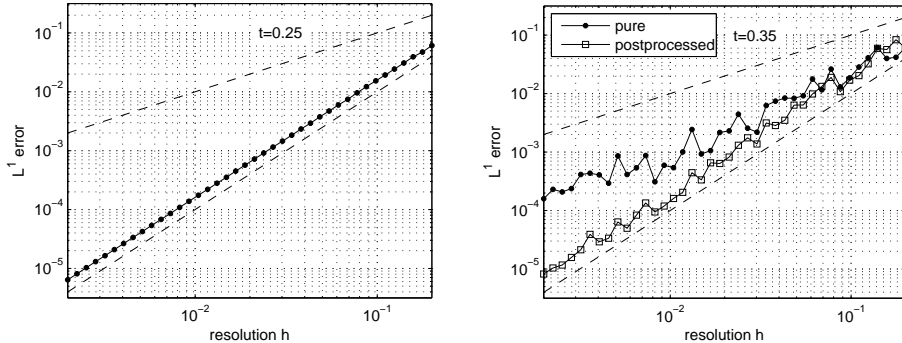 t=0.25
10⁻¹
10⁻²
10⁻³
10⁻⁴
10⁻⁵
L¹ error
10⁻²
10⁻¹
resolution h
pure
postprocessed
t=0.35
10⁻¹
10⁻²
10⁻³
10⁻⁴
10⁻⁵
L¹ error
10⁻²
10⁻¹
resolution h